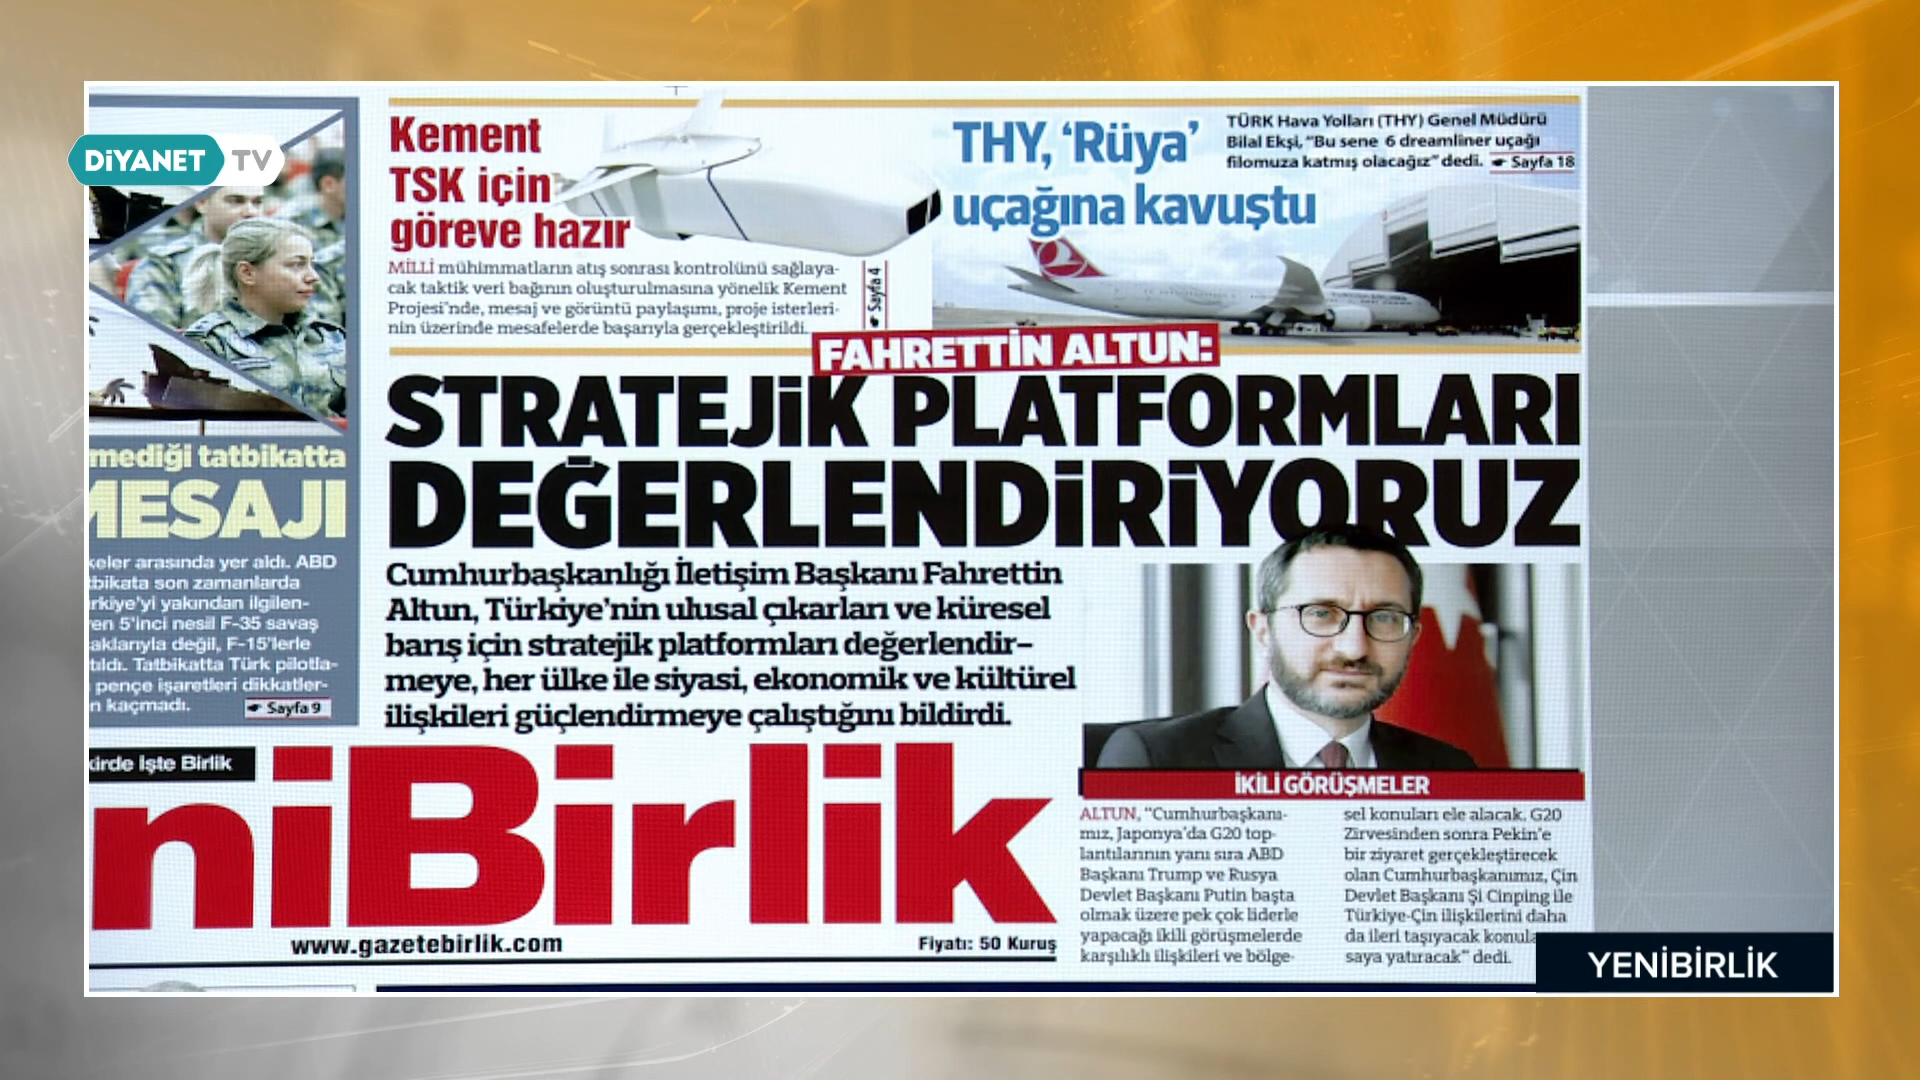 DİYANET TV
Kement
TSK için
göreve hazır
MİLLİ mühimmatların atış sonrası kontrolünü sağlaya-
cak taktik veri bağının oluşturulmasına yönelik Kement
Projesi'nde, mesaj ve görüntü paylaşımı, proje isterleri-
nin üzerinde mesafelerde başarıyla gerçekleştirildi.
Sayfa 4
THY, 'Rüya'
uçağına kavuştu
TÜRK Hava Yolları (THY) Genel Müdürü
Bilal Ekşi, "Bu sene 6 dreamliner uçağı
filomuza katmış olacağız" dedi. Sayfa 18
FAHRETTİN ALTUN:
STRATEJİK PLATFORMLARI
DEĞERLENDİRİYORUZ
Cumhurbaşkanlığı İletişim Başkanı Fahrettin
Altun, Türkiye'nin ulusal çıkarları ve küresel
barış için stratejik platformları değerlendir-
meye, her ülke ile siyasi, ekonomik ve kültürel
ilişkileri güçlendirmeye çalıştığını bildirdi.
mediği tatbikatta
MESAJI
keler arasında yer aldı. ABD
tbikata son zamanlarda
rkiye'yi yakından ilgilen-
ren 5'inci nesil F-35 savaş
aklarıyla değil, F-15'lerle
tıldı. Tatbikatta Türk pilotla-
pençe işaretleri dikkatler-
n kaçmadı.
Sayfa 9
kirde İşte Birlik
niBirlik
www.gazetebirlik.com
Fiyatı: 50 Kuruş
İKİLİ GÖRÜŞMELER
ALTUN, "Cumhurbaşkanı-
mız, Japonya'da G20 top-
lantılarının yanı sıra ABD
Başkanı Trump ve Rusya
Devlet Başkanı Putin başta
olmak üzere pek çok liderle
yapacağı ikili görüşmelerde
karşılıklı ilişkileri ve bölge-
sel konuları ele alacak. G20
Zirvesinden sonra Pekin'e
bir ziyaret gerçekleştirecek
olan Cumhurbaşkanımız, Çin
Devlet Başkanı Şi Cinping ile
Türkiye-Çin ilişkilerini daha
da ileri taşıyacak konula
saya yatıracak" dedi.
YENİBİRLİK